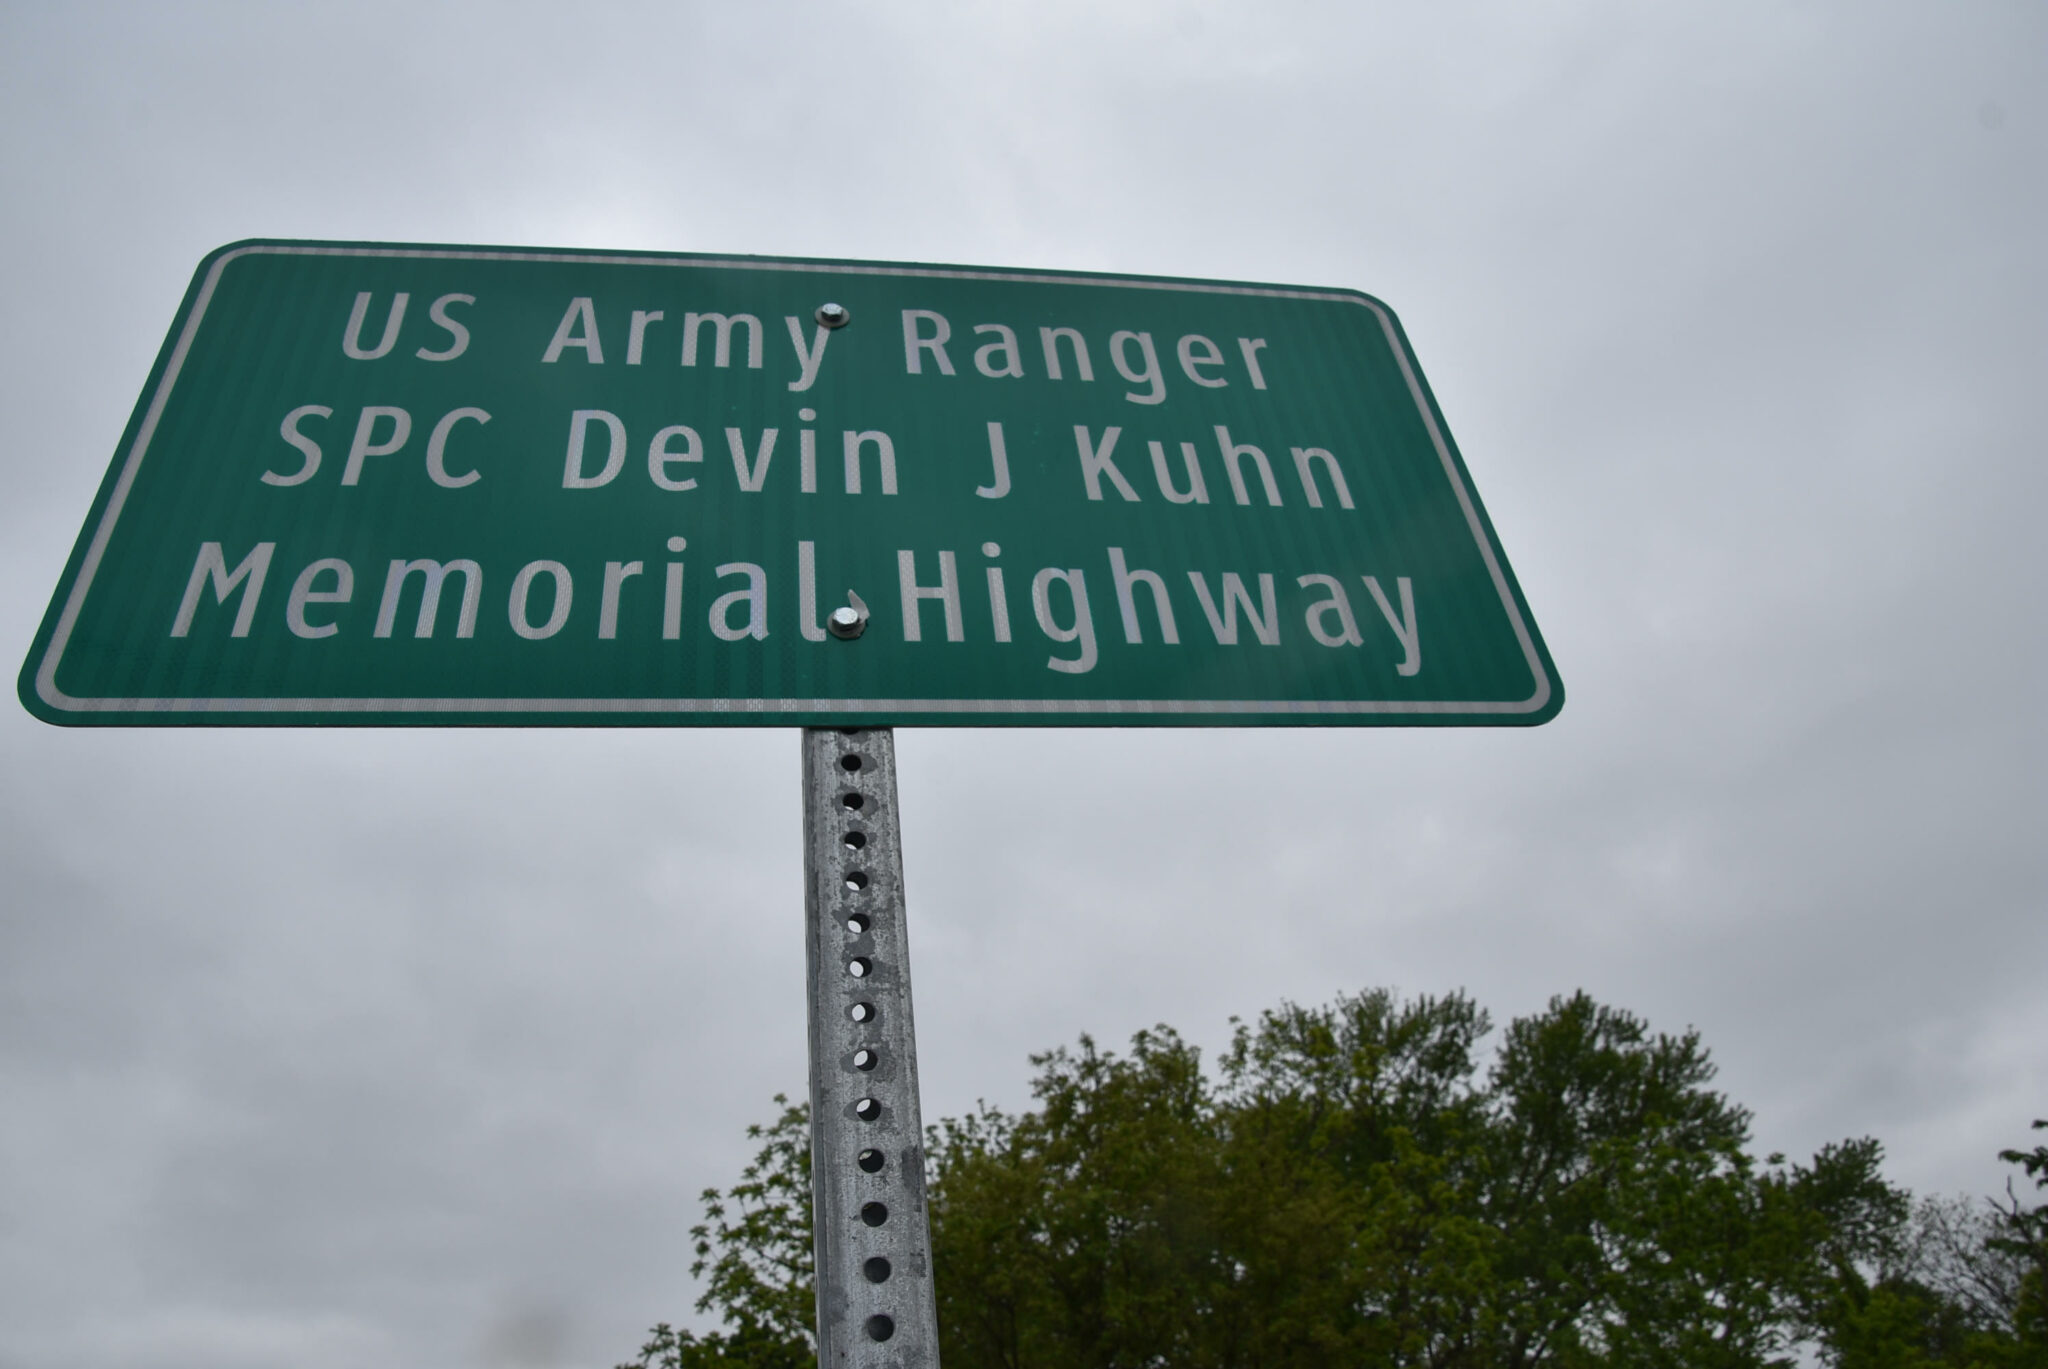 US Army Ranger
SPC Devin J Kuhn
Memorial Highway